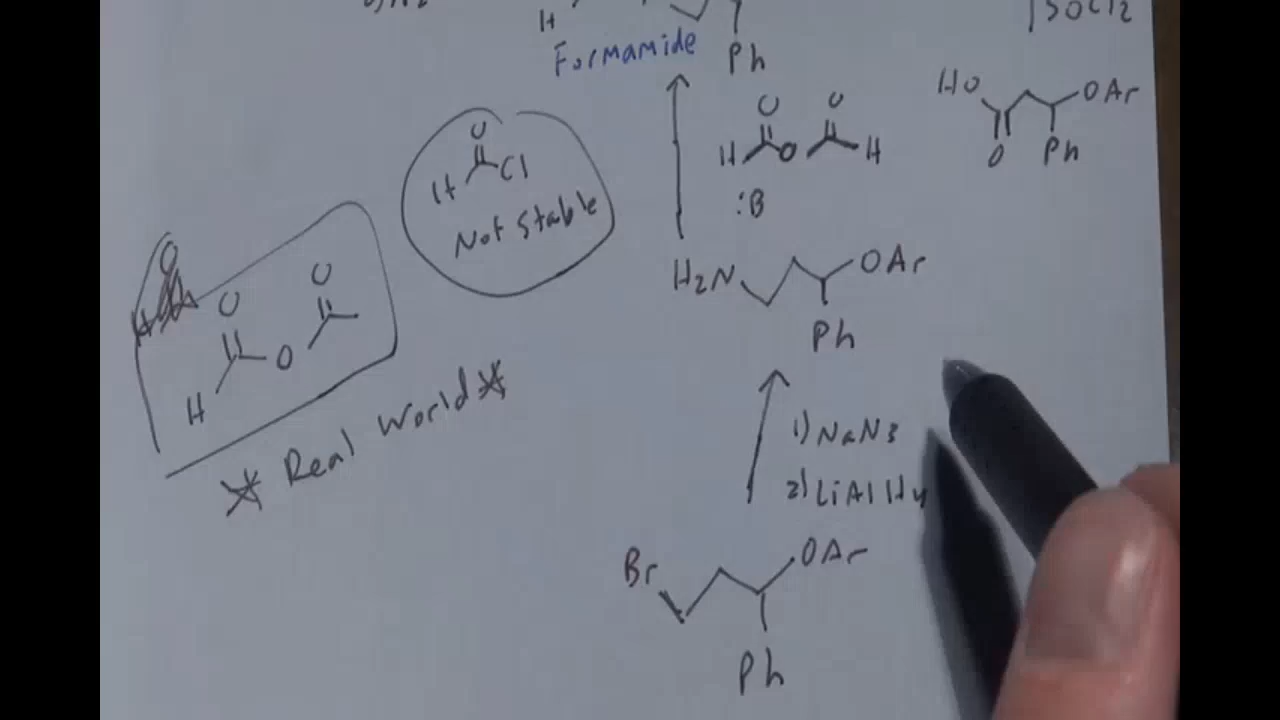 H
Formamide
Ph
SOCl2
HO
OAr
O
Ph
O
H
Cl
Not Stable
O
O
H
O
H
:B
H2N
OAr
Ph
O
O
O
H
* Real World *
1) NaN3
2) LiAlH4
Br
OAr
Ph